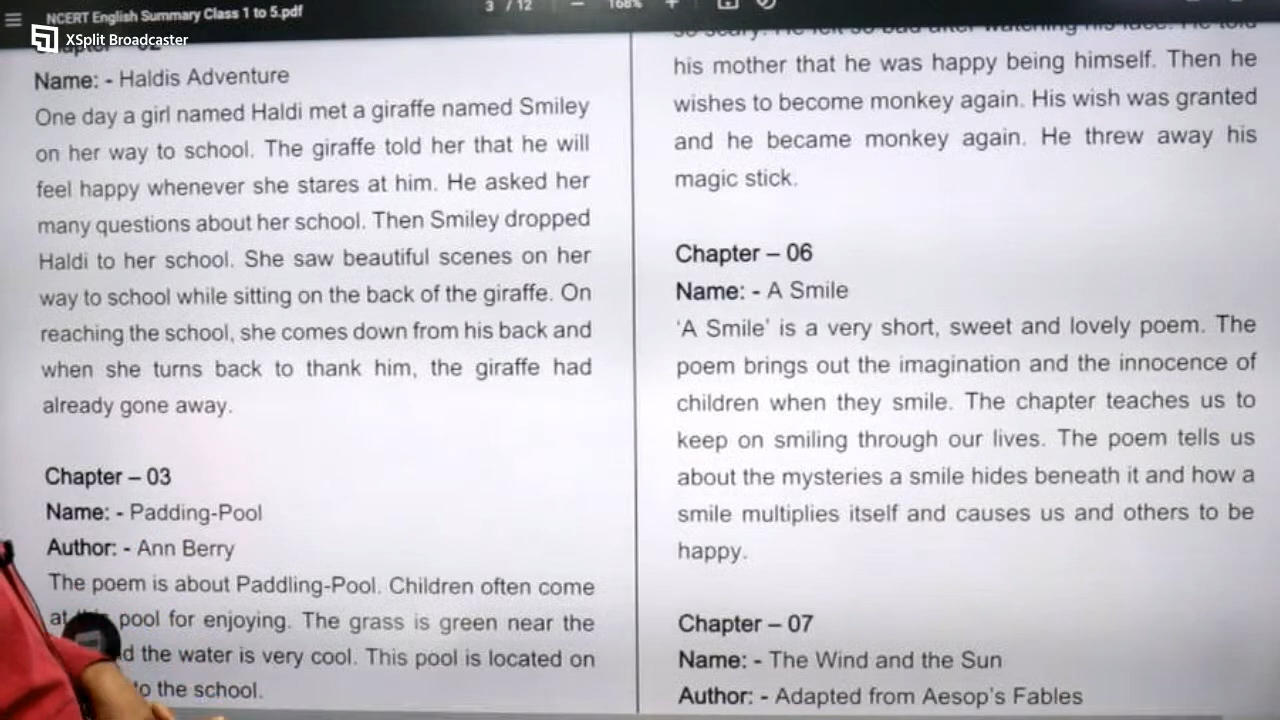 NCERT English Summary Class 1 to 5.pdf
3 / 12
168%
XSplit Broadcaster
Name: - Haldis Adventure
One day a girl named Haldi met a giraffe named Smiley
on her way to school. The giraffe told her that he will
feel happy whenever she stares at him. He asked her
many questions about her school. Then Smiley dropped
Haldi to her school. She saw beautiful scenes on her
way to school while sitting on the back of the giraffe. On
reaching the school, she comes down from his back and
when she turns back to thank him, the giraffe had
already gone away.
Chapter – 03
Name: - Padding-Pool
Author: - Ann Berry
The poem is about Paddling-Pool. Children often come
at this pool for enjoying. The grass is green near the
the water is very cool. This pool is located on
the school.
his mother that he was happy being himself. Then he
wishes to become monkey again. His wish was granted
and he became monkey again. He threw away his
magic stick.
Chapter – 06
Name: - A Smile
‘A Smile’ is a very short, sweet and lovely poem. The
poem brings out the imagination and the innocence of
children when they smile. The chapter teaches us to
keep on smiling through our lives. The poem tells us
about the mysteries a smile hides beneath it and how a
smile multiplies itself and causes us and others to be
happy.
Chapter – 07
Name: - The Wind and the Sun
Author: - Adapted from Aesop’s Fables